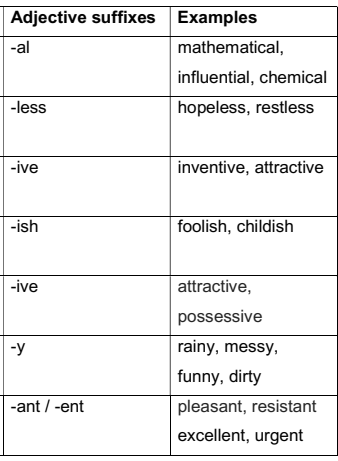 Adjective suffixes Examples
-al mathematical,
influential, chemical
-less hopeless, restless
-ive inventive, attractive
-ish foolish, childish
-ive attractive,
possessive
-y rainy, messy,
funny, dirty
-ant / -ent pleasant, resistant
excellent, urgent